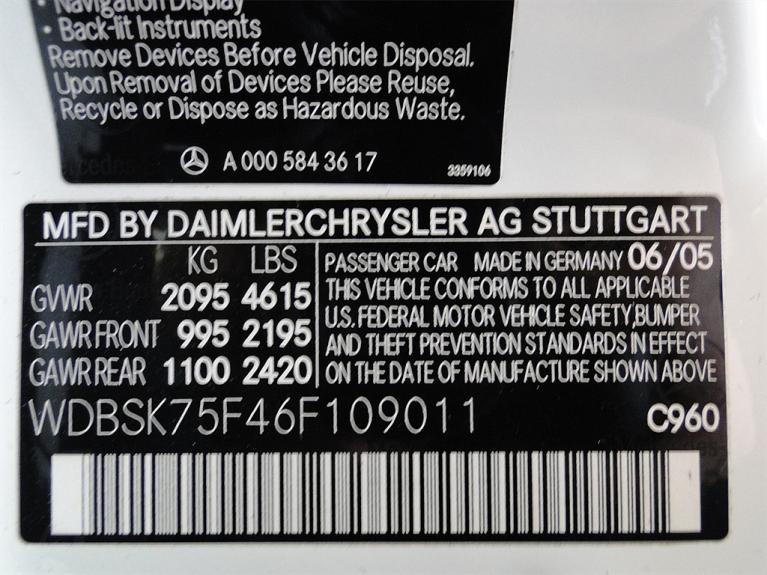 • Navigation Display
• Back-lit Instruments
Remove Devices Before Vehicle Disposal.
Upon Removal of Devices Please Reuse,
Recycle or Dispose as Hazardous Waste.
A 000 584 36 17
3359106
MFD BY DAIMLERCHRYSLER AG STUTTGART
KG LBS
GVWR 2095 4615
GAWR FRONT 995 2195
GAWR REAR 1100 2420
PASSENGER CAR MADE IN GERMANY 06/05
THIS VEHICLE CONFORMS TO ALL APPLICABLE
U.S. FEDERAL MOTOR VEHICLE SAFETY,BUMPER
AND THEFT PREVENTION STANDARDS IN EFFECT
ON THE DATE OF MANUFACTURE SHOWN ABOVE
WDBSK75F46F109011
C960